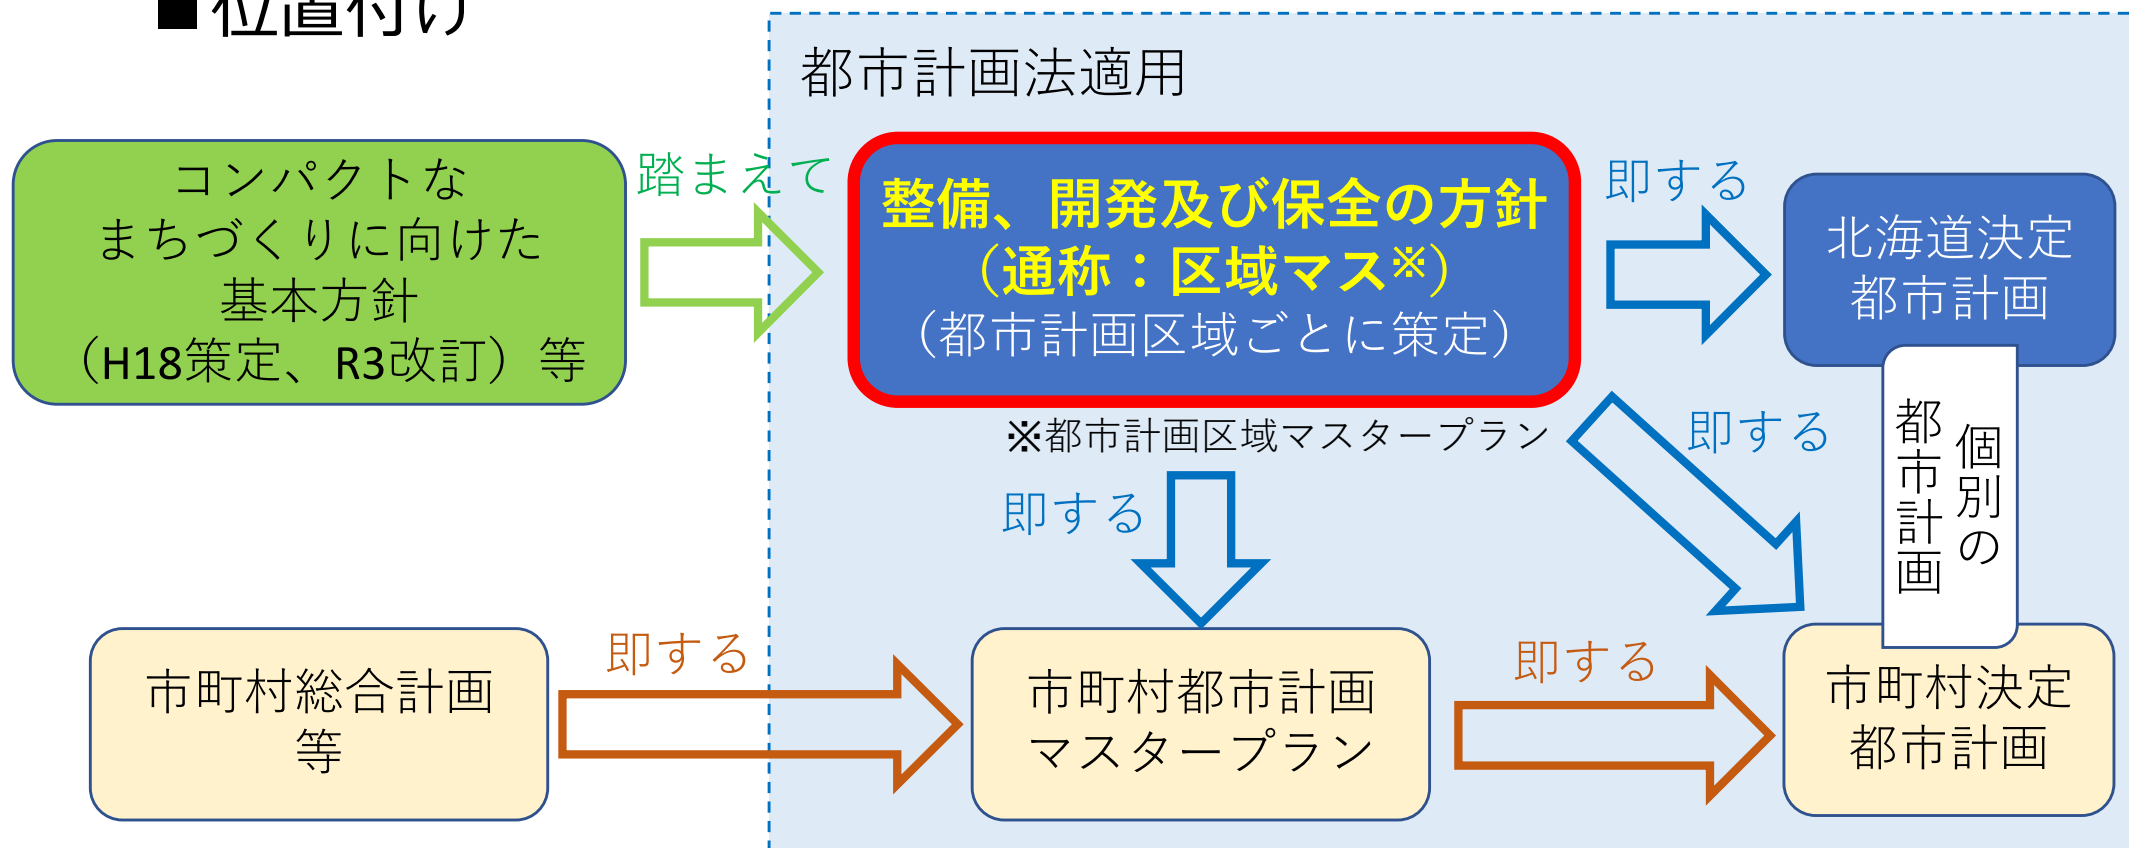 ■位置付け
都市計画法適用
コンパクトな
まちづくりに向けた
基本方針
（H18策定、R3改訂）等
踏まえて
整備、開発及び保全の方針
（通称：区域マス※）
（都市計画区域ごとに策定）
即する
北海道決定
都市計画
※都市計画区域マスタープラン
即する
即する
個別の
都市計画
市町村総合計画
等
即する
市町村都市計画
マスタープラン
即する
市町村決定
都市計画